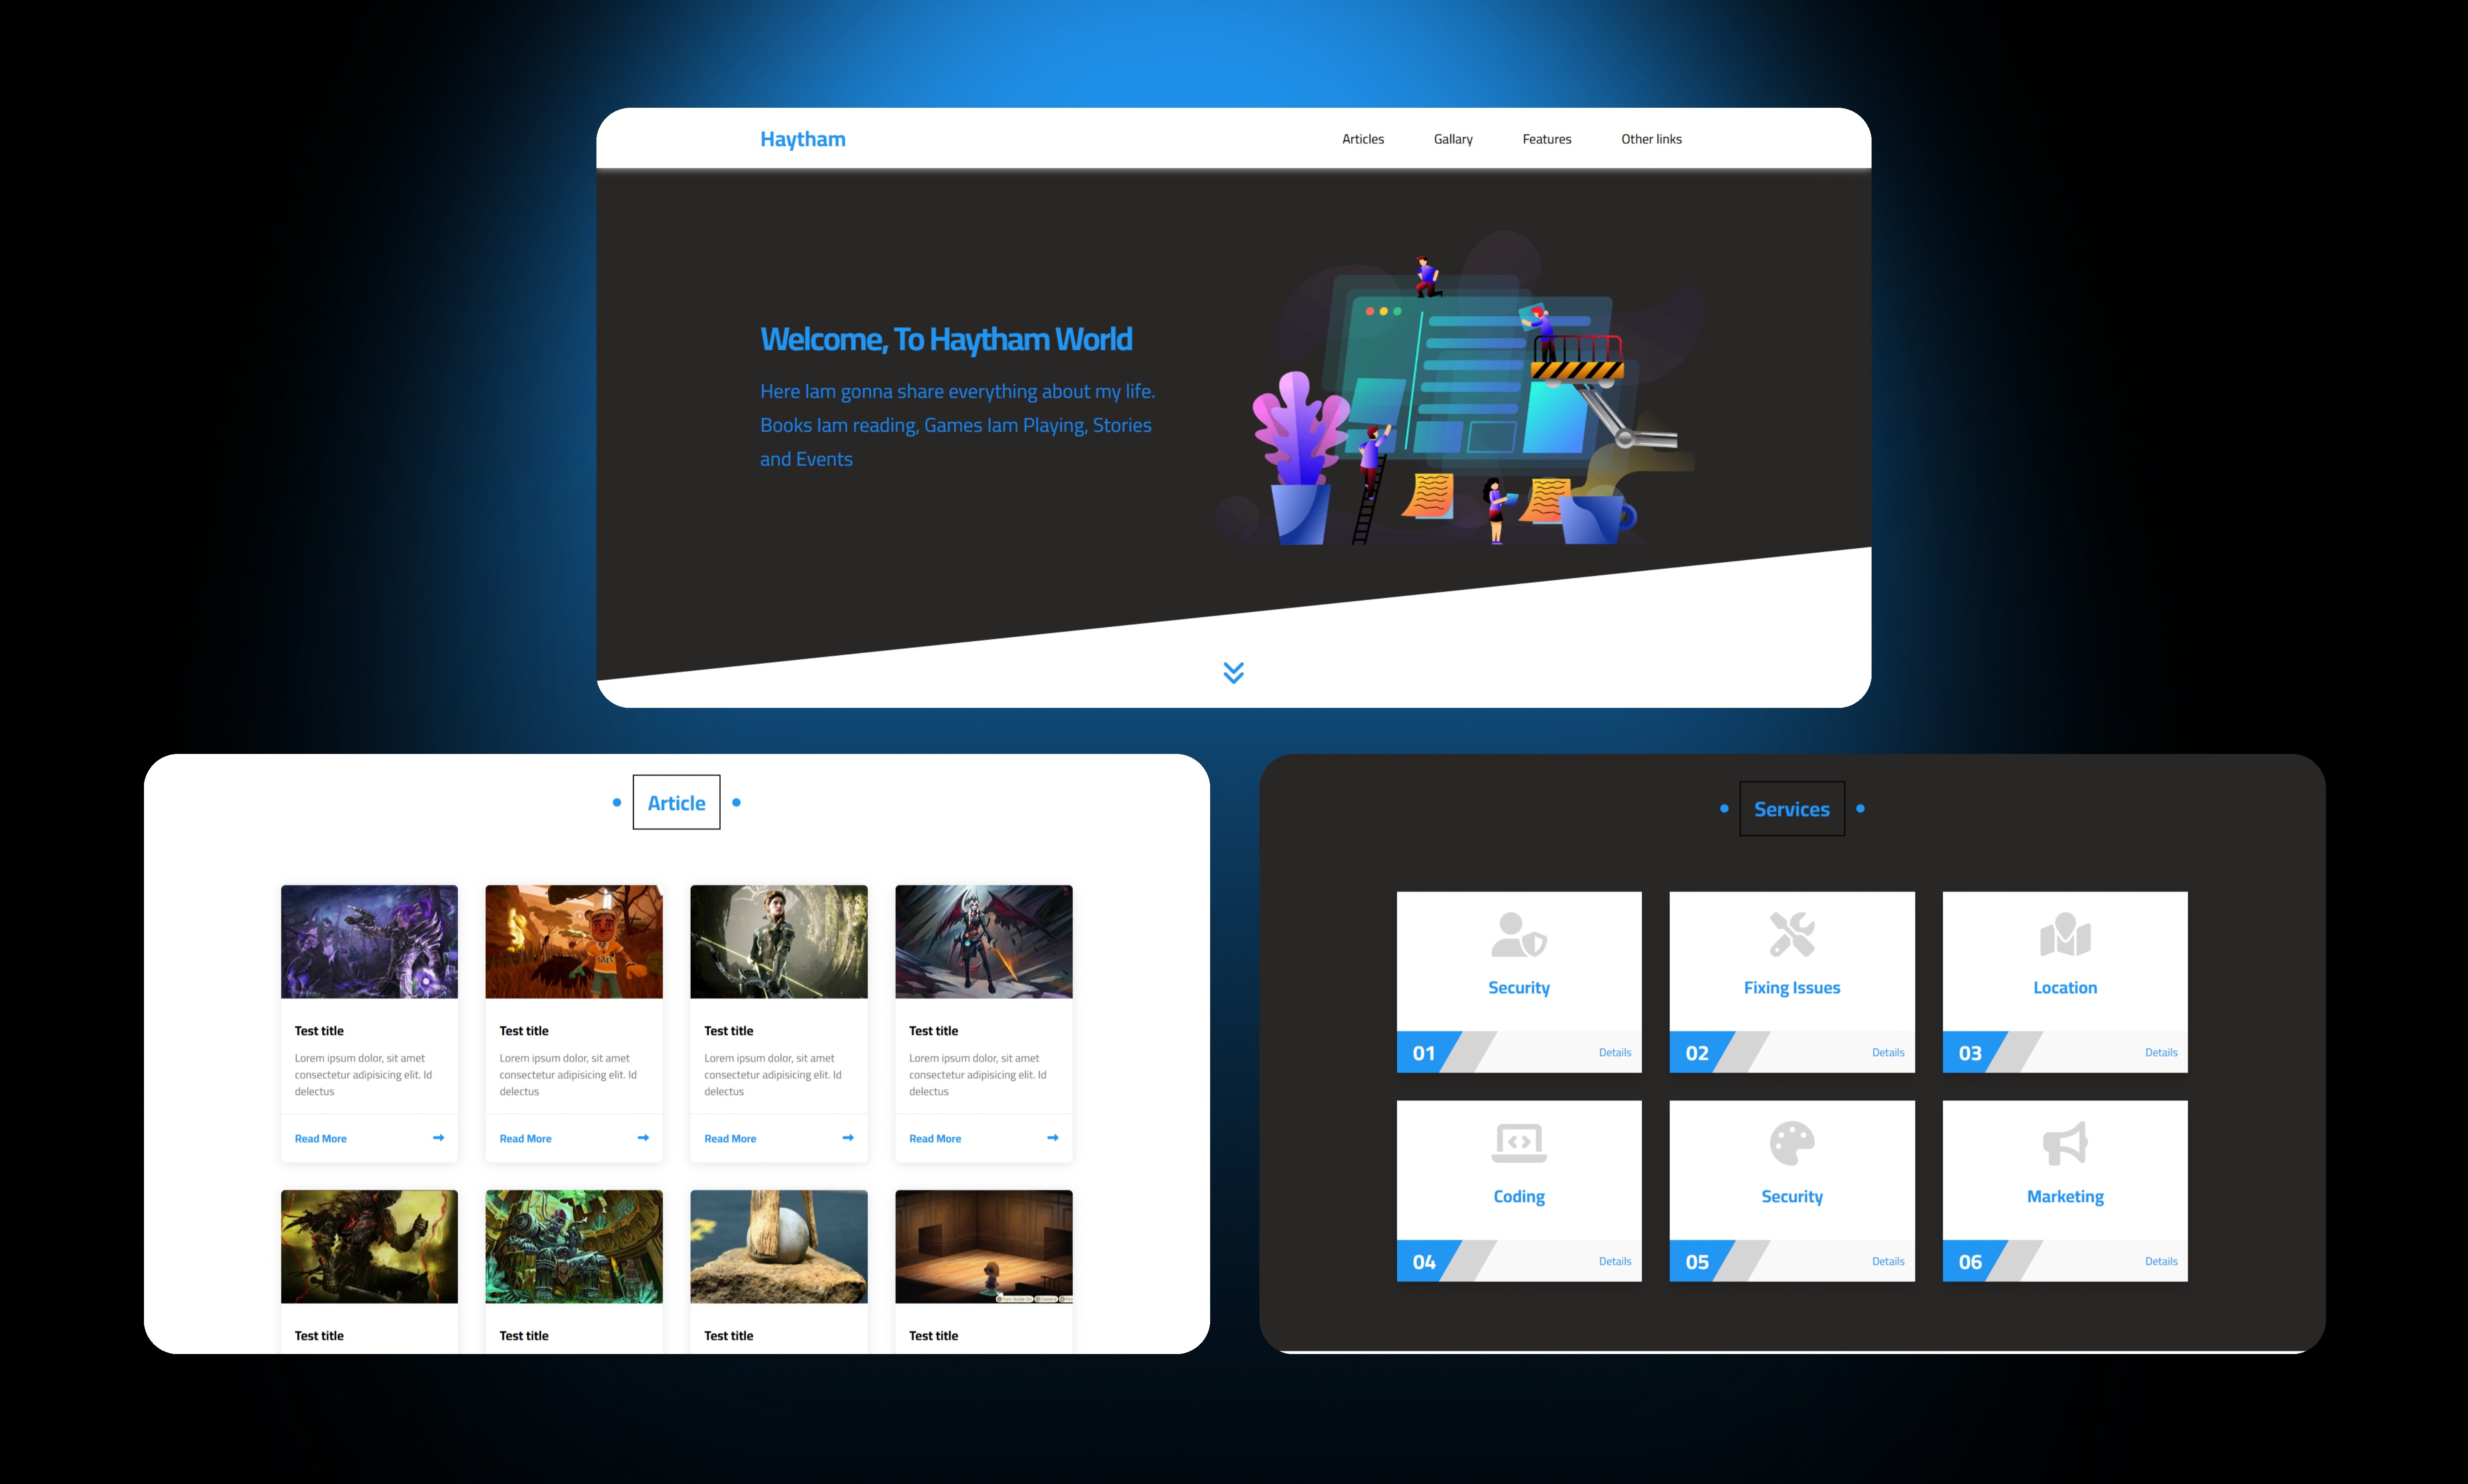 Haytham
Articles
Gallary
Features
Other links
Welcome, To Haytham World
Here Iam gonna share everything about my life.
Books Iam reading, Games Iam Playing, Stories
and Events
Article
Test title
Lorem ipsum dolor, sit amet
consectetur adipisicing elit. Id
delectus
Read More
Test title
Lorem ipsum dolor, sit amet
consectetur adipisicing elit. Id
delectus
Read More
Test title
Lorem ipsum dolor, sit amet
consectetur adipisicing elit. Id
delectus
Read More
Test title
Lorem ipsum dolor, sit amet
consectetur adipisicing elit. Id
delectus
Read More
Test title
Test title
Test title
Test title
Services
Security
01
Details
Fixing Issues
02
Details
Location
03
Details
Coding
04
Details
Security
05
Details
Marketing
06
Details